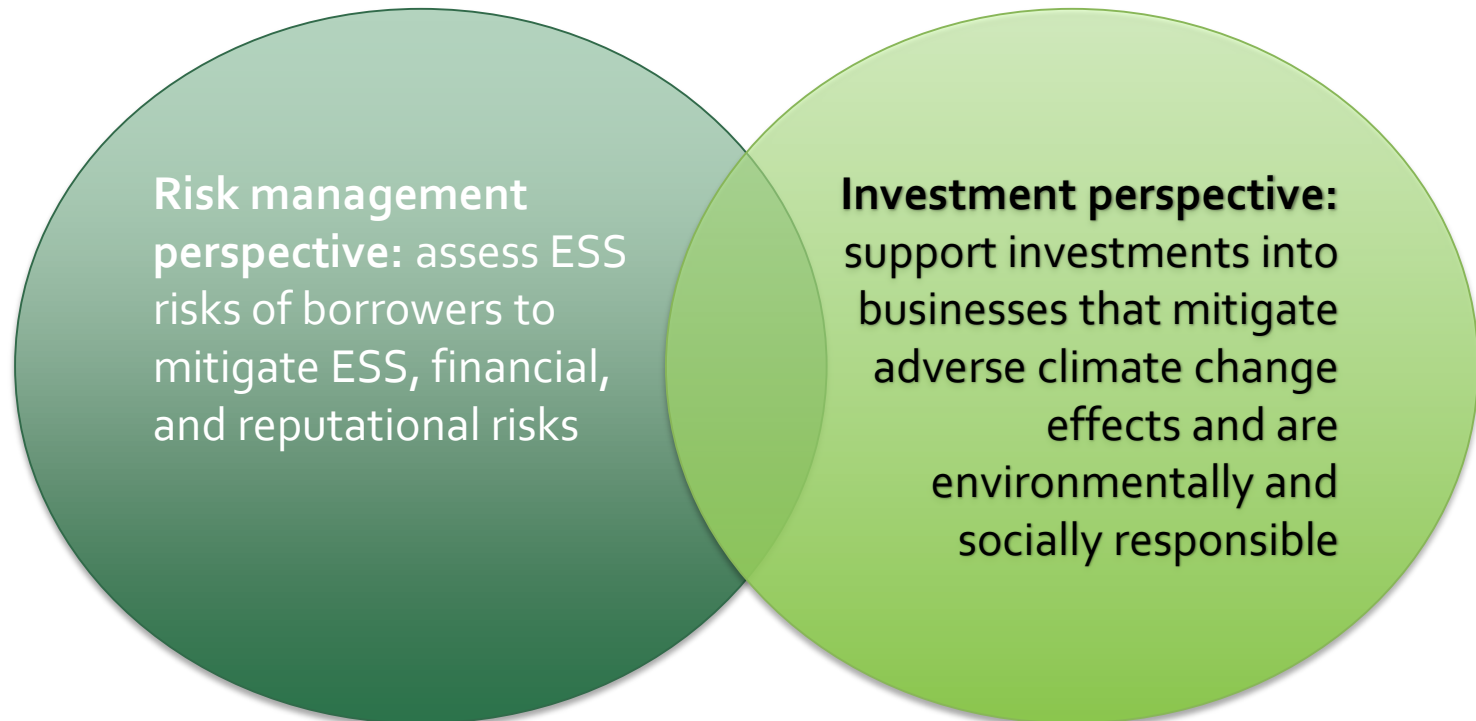 Risk management
perspective: assess ESS
risks of borrowers to
mitigate ESS, financial,
and reputational risks
Investment perspective:
support investments into
businesses that mitigate
adverse climate change
effects and are
environmentally and
socially responsible